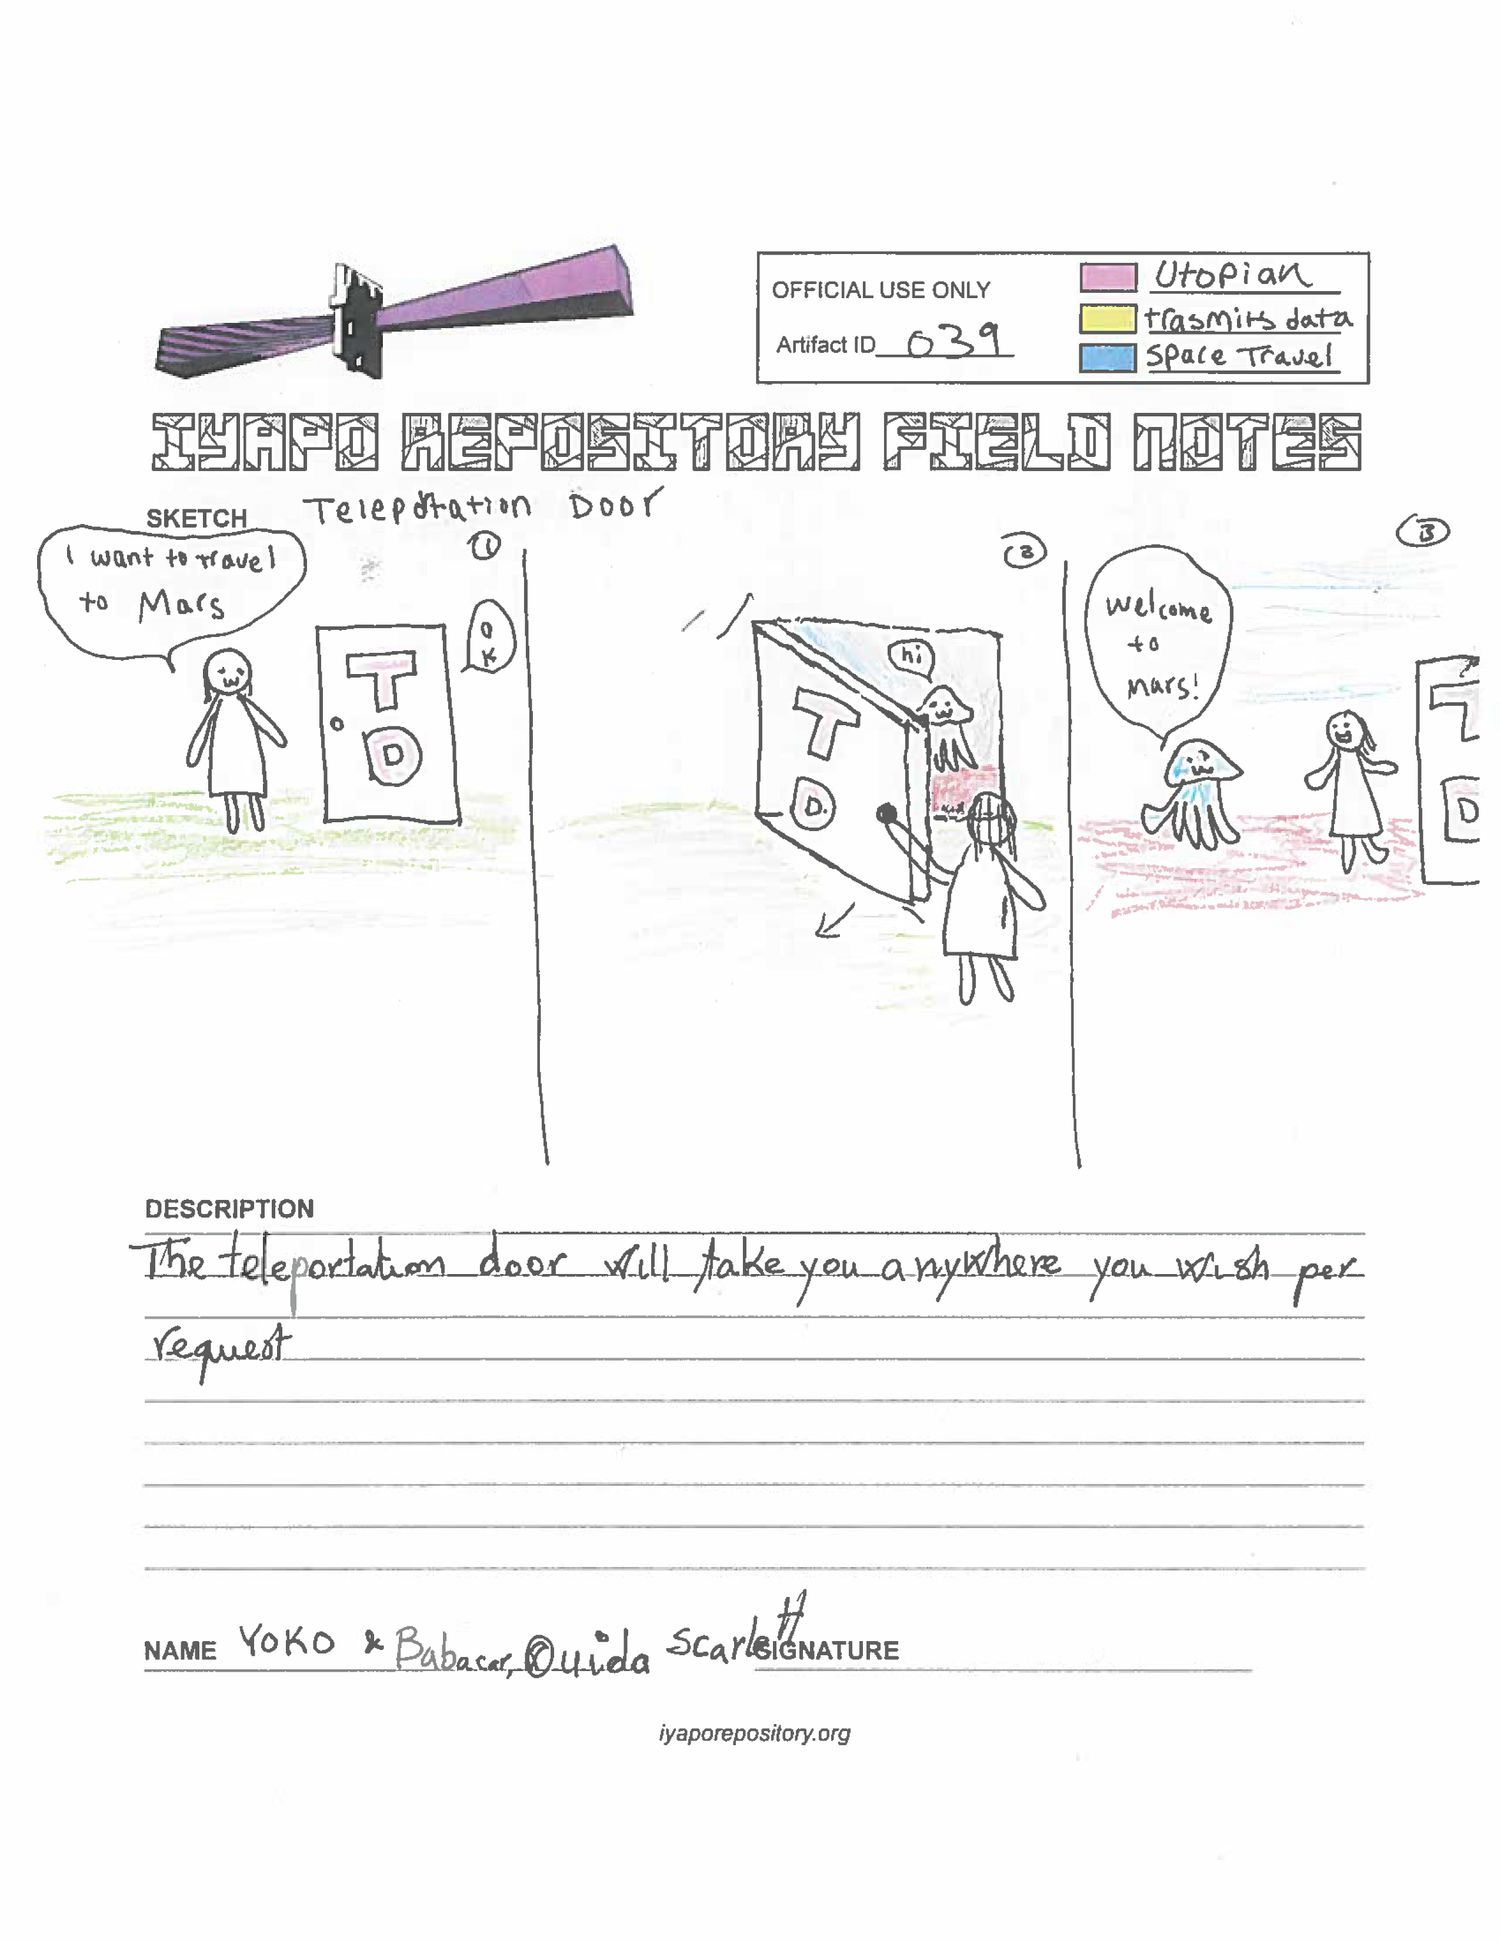 OFFICIAL USE ONLY
Artifact ID 039
Utopian
trasmits data
Space Travel
IYAPO REPOSITORY FIELD NOTES
SKETCH
Teleportation Door
1
I want to travel
to Mars
O
K
T
D
2
hi
T
D
3
Welcome
to
Mars!
T
D
DESCRIPTION
The teleportation door will take you anywhere you wish per
request
NAME YOKO & Babacar, Ouida Scarlett SIGNATURE
iyaporepository.org